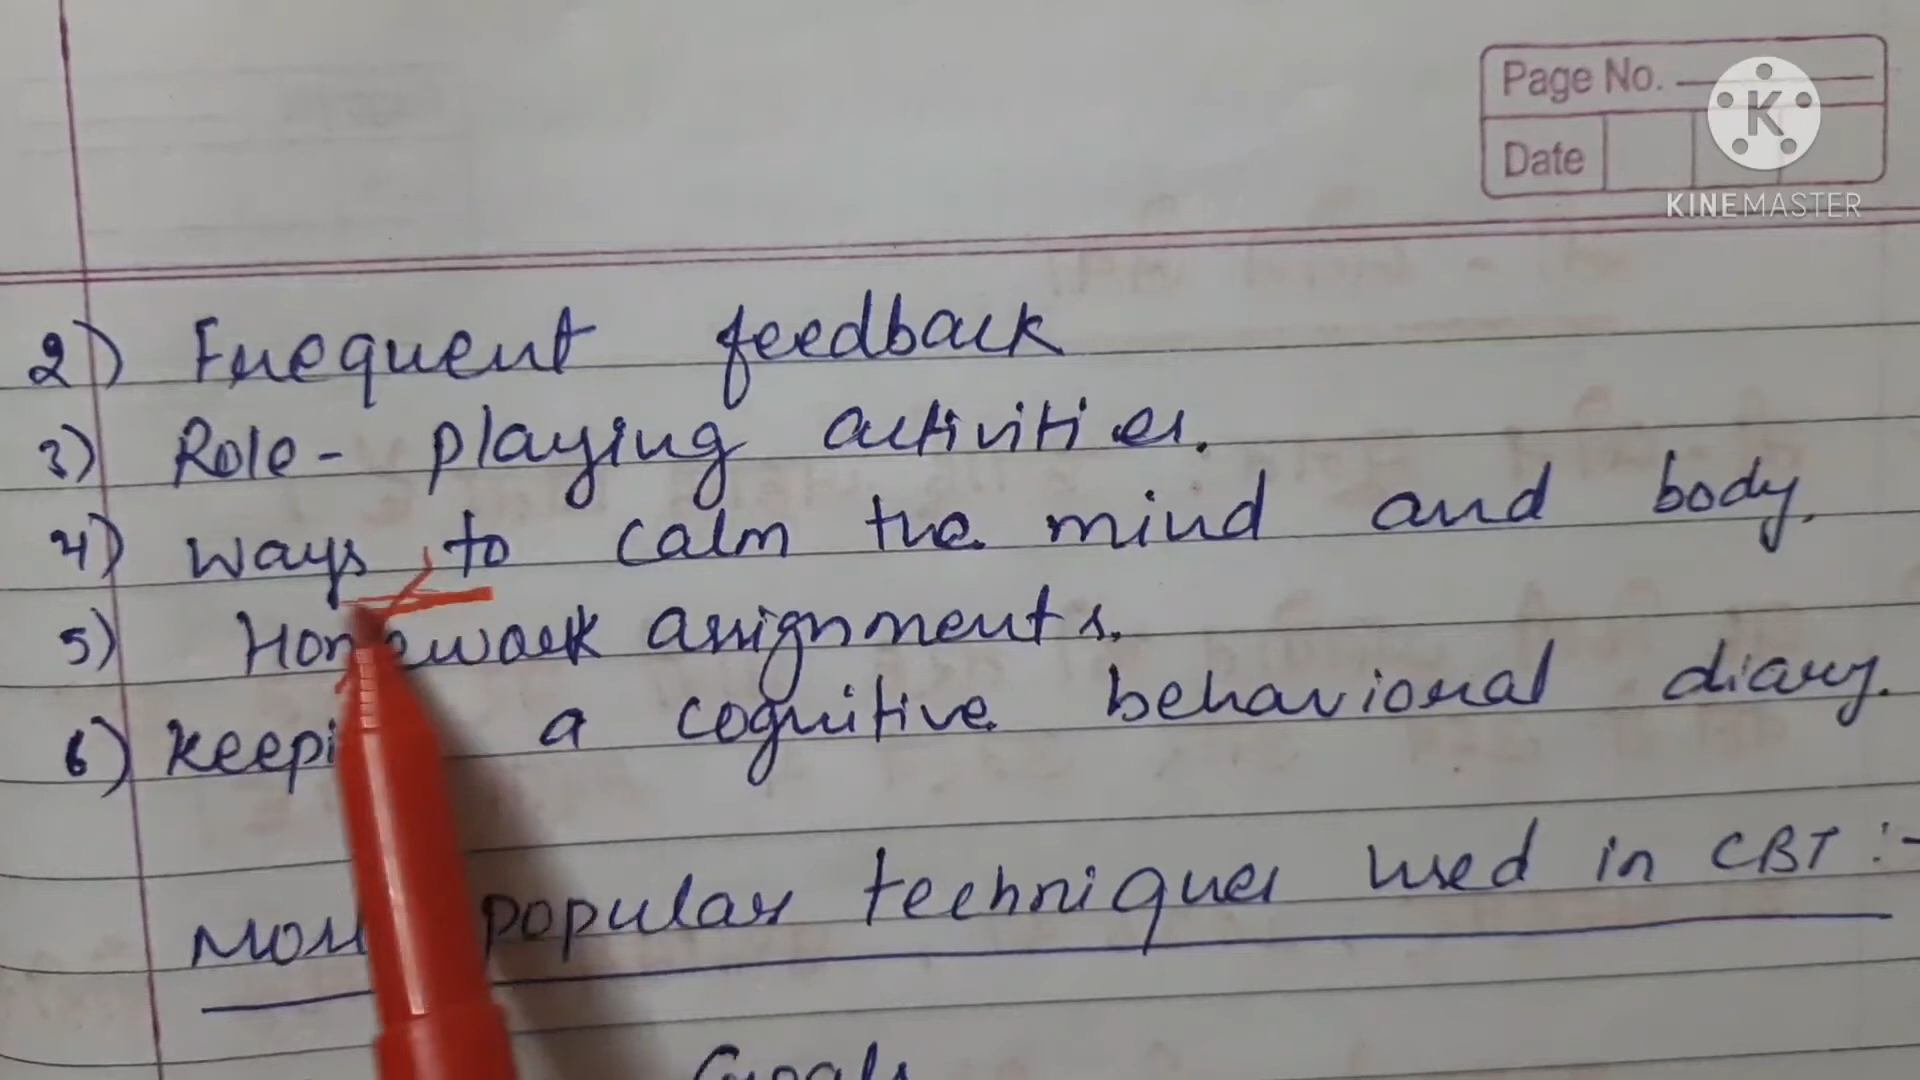 Page No.
Date
K
KINEMASTER
2) Frequent feedback
3) Role-playing activities.
4) Ways to calm the mind and body.
5) Homework assignments.
6) Keepi a cognitive behavioral diary.
popular techniques used in CBT :-
Goals